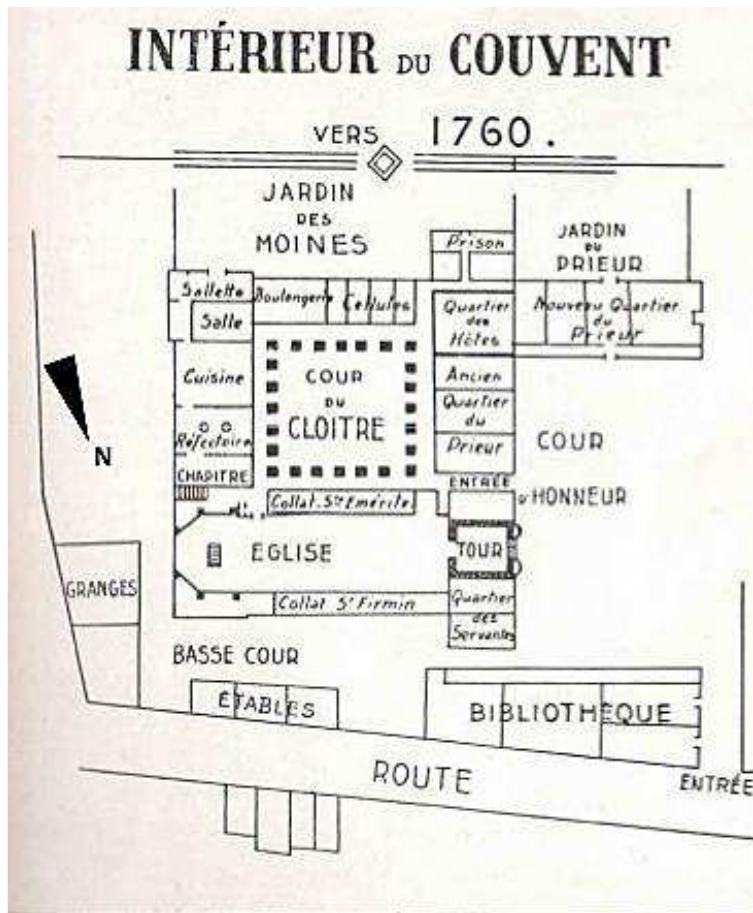 INTÉRIEUR DU COUVENT
VERS 1760.
JARDIN
DES
MOINES
Prison
JARDIN
DU
PRIEUR
Sallette
Boulangerie
Cellules
Salle
Quartier
des
Hôtes
Nouveau Quartier
du
Prieur
Cuisine
COUR
DU
CLOITRE
Ancien
Quartier
du
Prieur
COUR
D'HONNEUR
N
Réfectoire
CHAPITRE
ENTRÉE
Collat. Ste Emérite
EGLISE
TOUR
GRANGES
Collat St Firmin
Quartier
des
Servantes
BASSE COUR
ÉTABLES
BIBLIOTHÈQUE
ROUTE
ENTRÉE